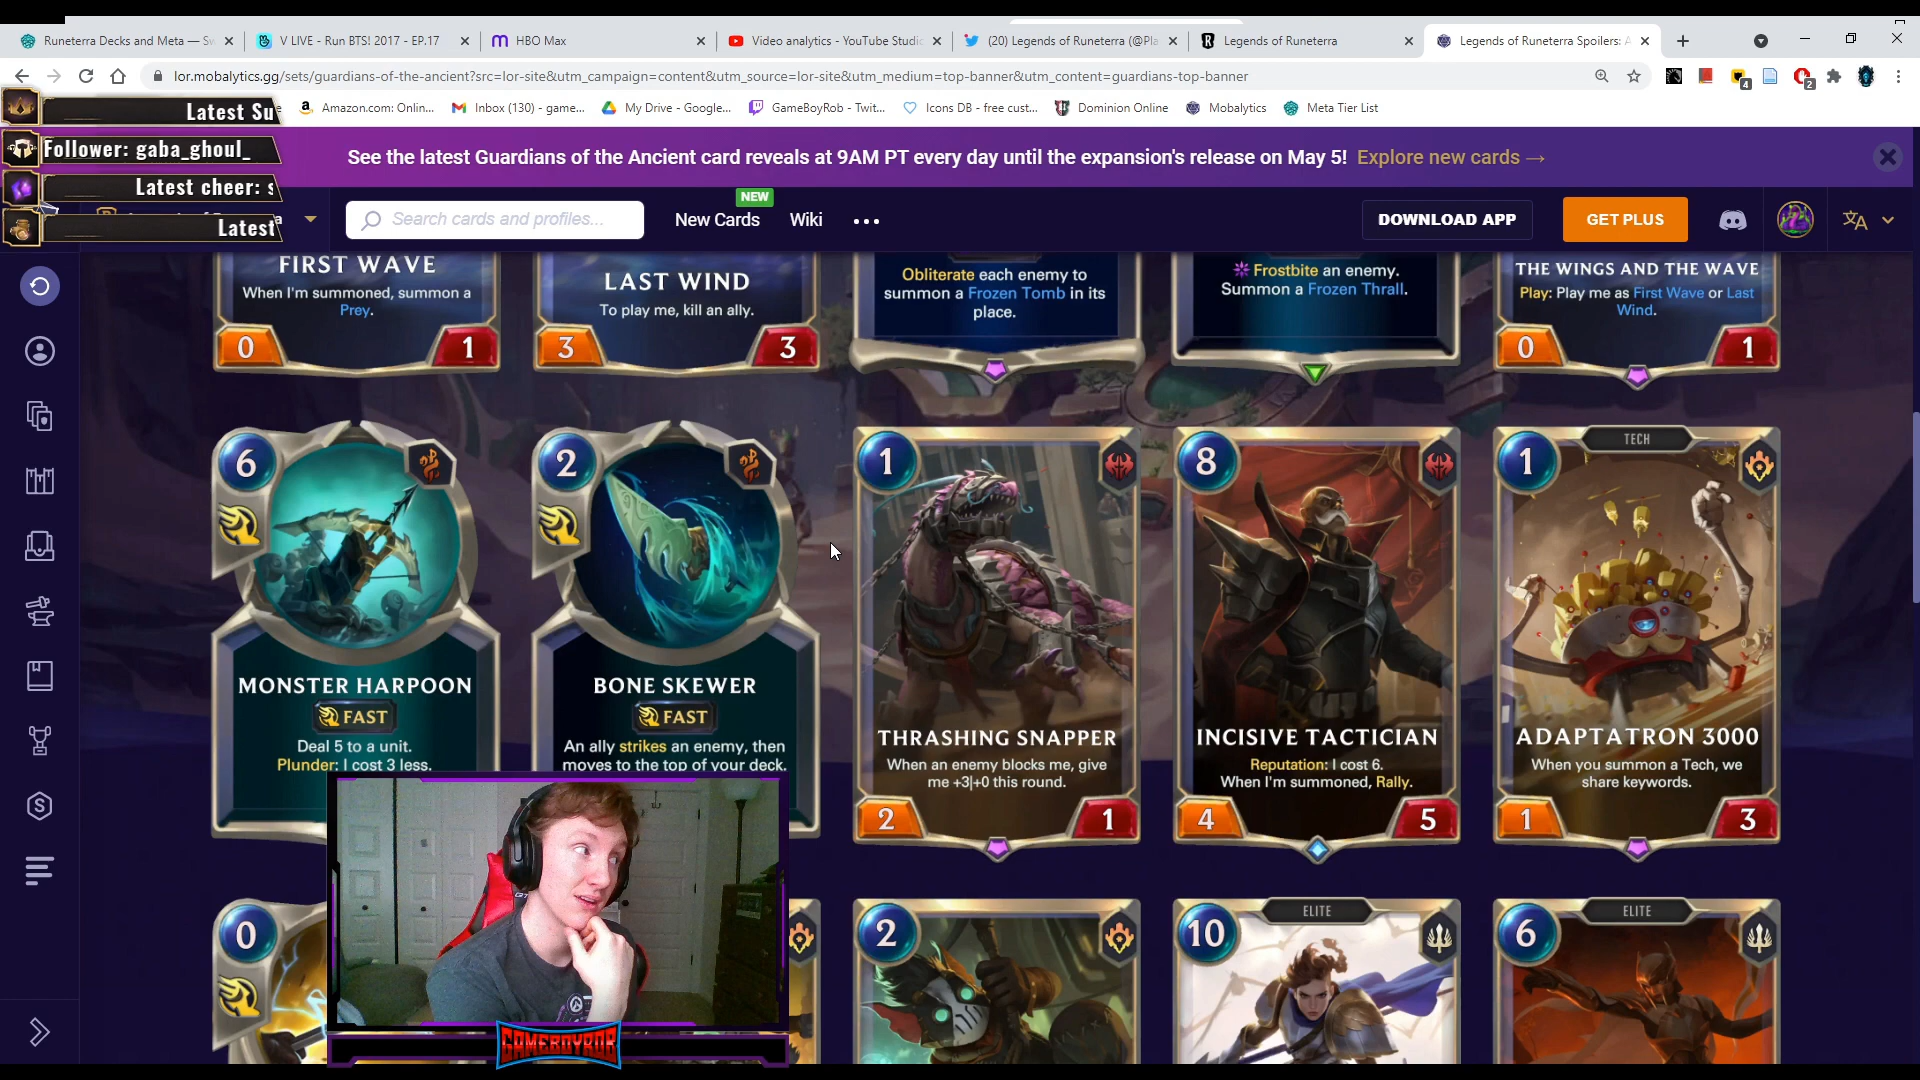 Runeterra Decks and Meta — Sw
V LIVE - Run BTS! 2017 - EP.17
HBO Max
Video analytics - YouTube Studio
(20) Legends of Runeterra (@Pla
Legends of Runeterra
Legends of Runeterra Spoilers: A
lor.mobalytics.gg/sets/guardians-of-the-ancient?src=lor-site&utm_campaign=content&utm_source=lor-site&utm_medium=top-banner&utm_content=guardians-top-banner
4
2
Amazon.com: Onlin...
Inbox (130) - game...
My Drive - Google...
GameBoyRob - Twit...
Icons DB - free cust...
Dominion Online
Mobalytics
Meta Tier List
Latest Su
Follower: gaba_ghoul_
Latest cheer: s
Latest
See the latest Guardians of the Ancient card reveals at 9AM PT every day until the expansion's release on May 5! Explore new cards →
Search cards and profiles...
NEW
New Cards
Wiki
DOWNLOAD APP
GET PLUS
FIRST WAVE
When I'm summoned, summon a
Prey.
0
1
LAST WIND
To play me, kill an ally.
3
3
Obliterate each enemy to
summon a Frozen Tomb in its
place.
Frostbite an enemy.
Summon a Frozen Thrall.
THE WINGS AND THE WAVE
Play: Play me as First Wave or Last
Wind.
0
1
6
MONSTER HARPOON
FAST
Deal 5 to a unit.
Plunder: I cost 3 less.
2
BONE SKEWER
FAST
An ally strikes an enemy, then
moves to the top of your deck.
1
THRASHING SNAPPER
When an enemy blocks me, give
me +3|+0 this round.
2
1
8
INCISIVE TACTICIAN
Reputation: I cost 6.
When I'm summoned, Rally.
4
5
TECH
1
ADAPTATRON 3000
When you summon a Tech, we
share keywords.
1
3
0
2
ELITE
10
ELITE
6
GAMEBOYROB